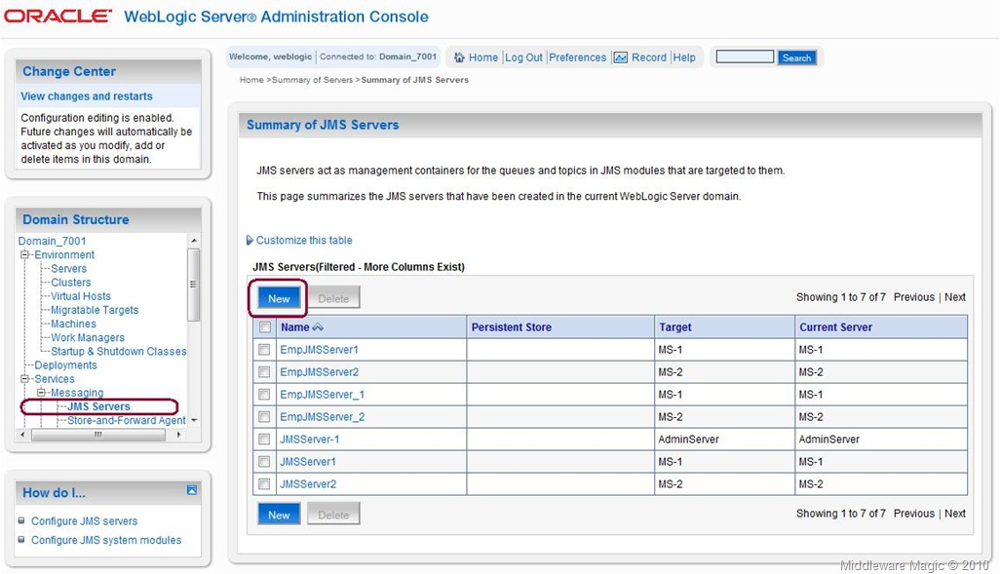 ORACLE® WebLogic Server® Administration Console
Change Center
View changes and restarts
Configuration editing is enabled.
Future changes will automatically be
activated as you modify, add or
delete items in this domain.
Domain Structure
Domain_7001
Environment
Servers
Clusters
Virtual Hosts
Migratable Targets
Machines
Work Managers
Startup & Shutdown Classes
Deployments
Services
Messaging
JMS Servers
Store-and-Forward Agent
How do I...
Configure JMS servers
Configure JMS system modules
Welcome, weblogic Connected to: Domain_7001 Home Log Out Preferences Record Help Search
Home >Summary of Servers >Summary of JMS Servers
Summary of JMS Servers
JMS servers act as management containers for the queues and topics in JMS modules that are targeted to them.
This page summarizes the JMS servers that have been created in the current WebLogic Server domain.
Customize this table
JMS Servers(Filtered - More Columns Exist)
New Delete Showing 1 to 7 of 7 Previous | Next
Name Persistent Store Target Current Server
EmpJMSServer1 MS-1 MS-1
EmpJMSServer2 MS-2 MS-2
EmpJMSServer_1 MS-1 MS-1
EmpJMSServer_2 MS-2 MS-2
JMSServer-1 AdminServer AdminServer
JMSServer1 MS-1 MS-1
JMSServer2 MS-2 MS-2
New Delete Showing 1 to 7 of 7 Previous | Next
Middleware Magic © 2010